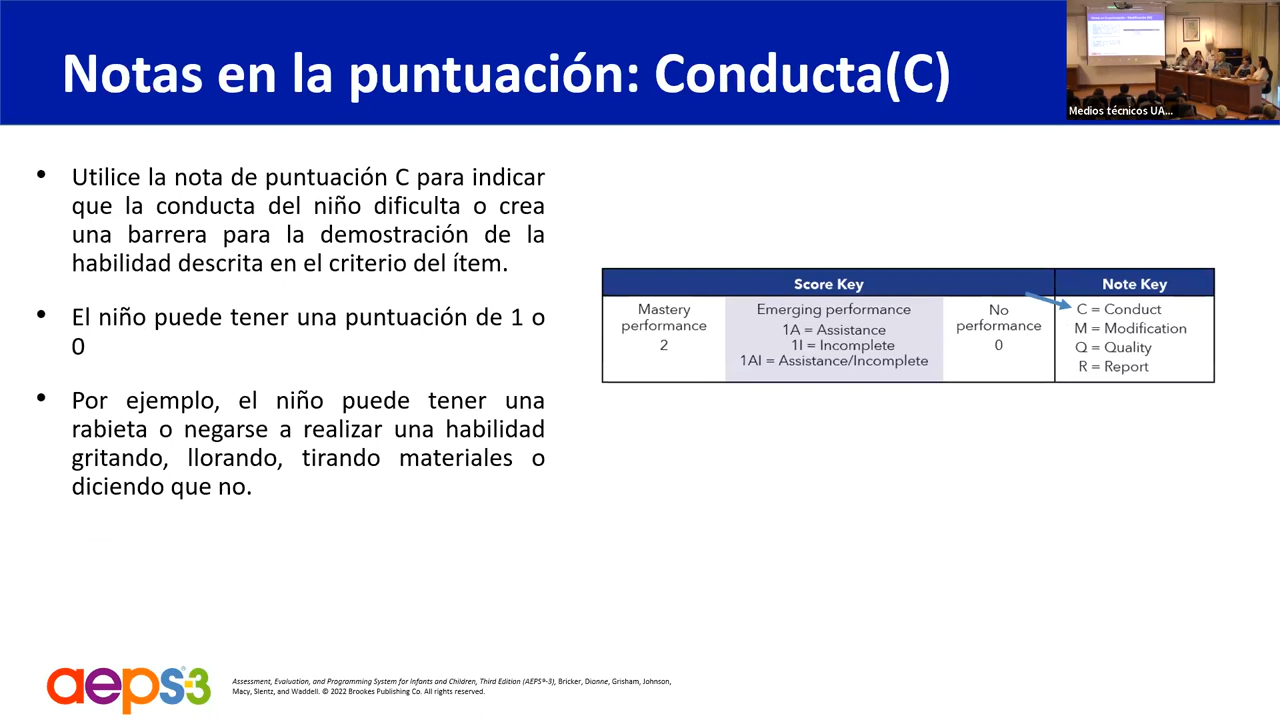 Notas en la puntuación: Conducta(C)
Medios técnicos UA...
• Utilice la nota de puntuación C para indicar
que la conducta del niño dificulta o crea
una barrera para la demostración de la
habilidad descrita en el criterio del ítem.
• El niño puede tener una puntuación de 1 o
0
• Por ejemplo, el niño puede tener una
rabieta o negarse a realizar una habilidad
gritando, llorando, tirando materiales o
diciendo que no.
Score Key
Note Key
Mastery
performance
2
Emerging performance
1A = Assistance
1I = Incomplete
1AI = Assistance/Incomplete
No
performance
0
C = Conduct
M = Modification
Q = Quality
R = Report
aeps®-3
Assessment, Evaluation, and Programming System for Infants and Children, Third Edition (AEPS®-3), Bricker, Dionne, Grisham, Johnson,
Macy, Slentz, and Waddell. © 2022 Brookes Publishing Co. All rights reserved.